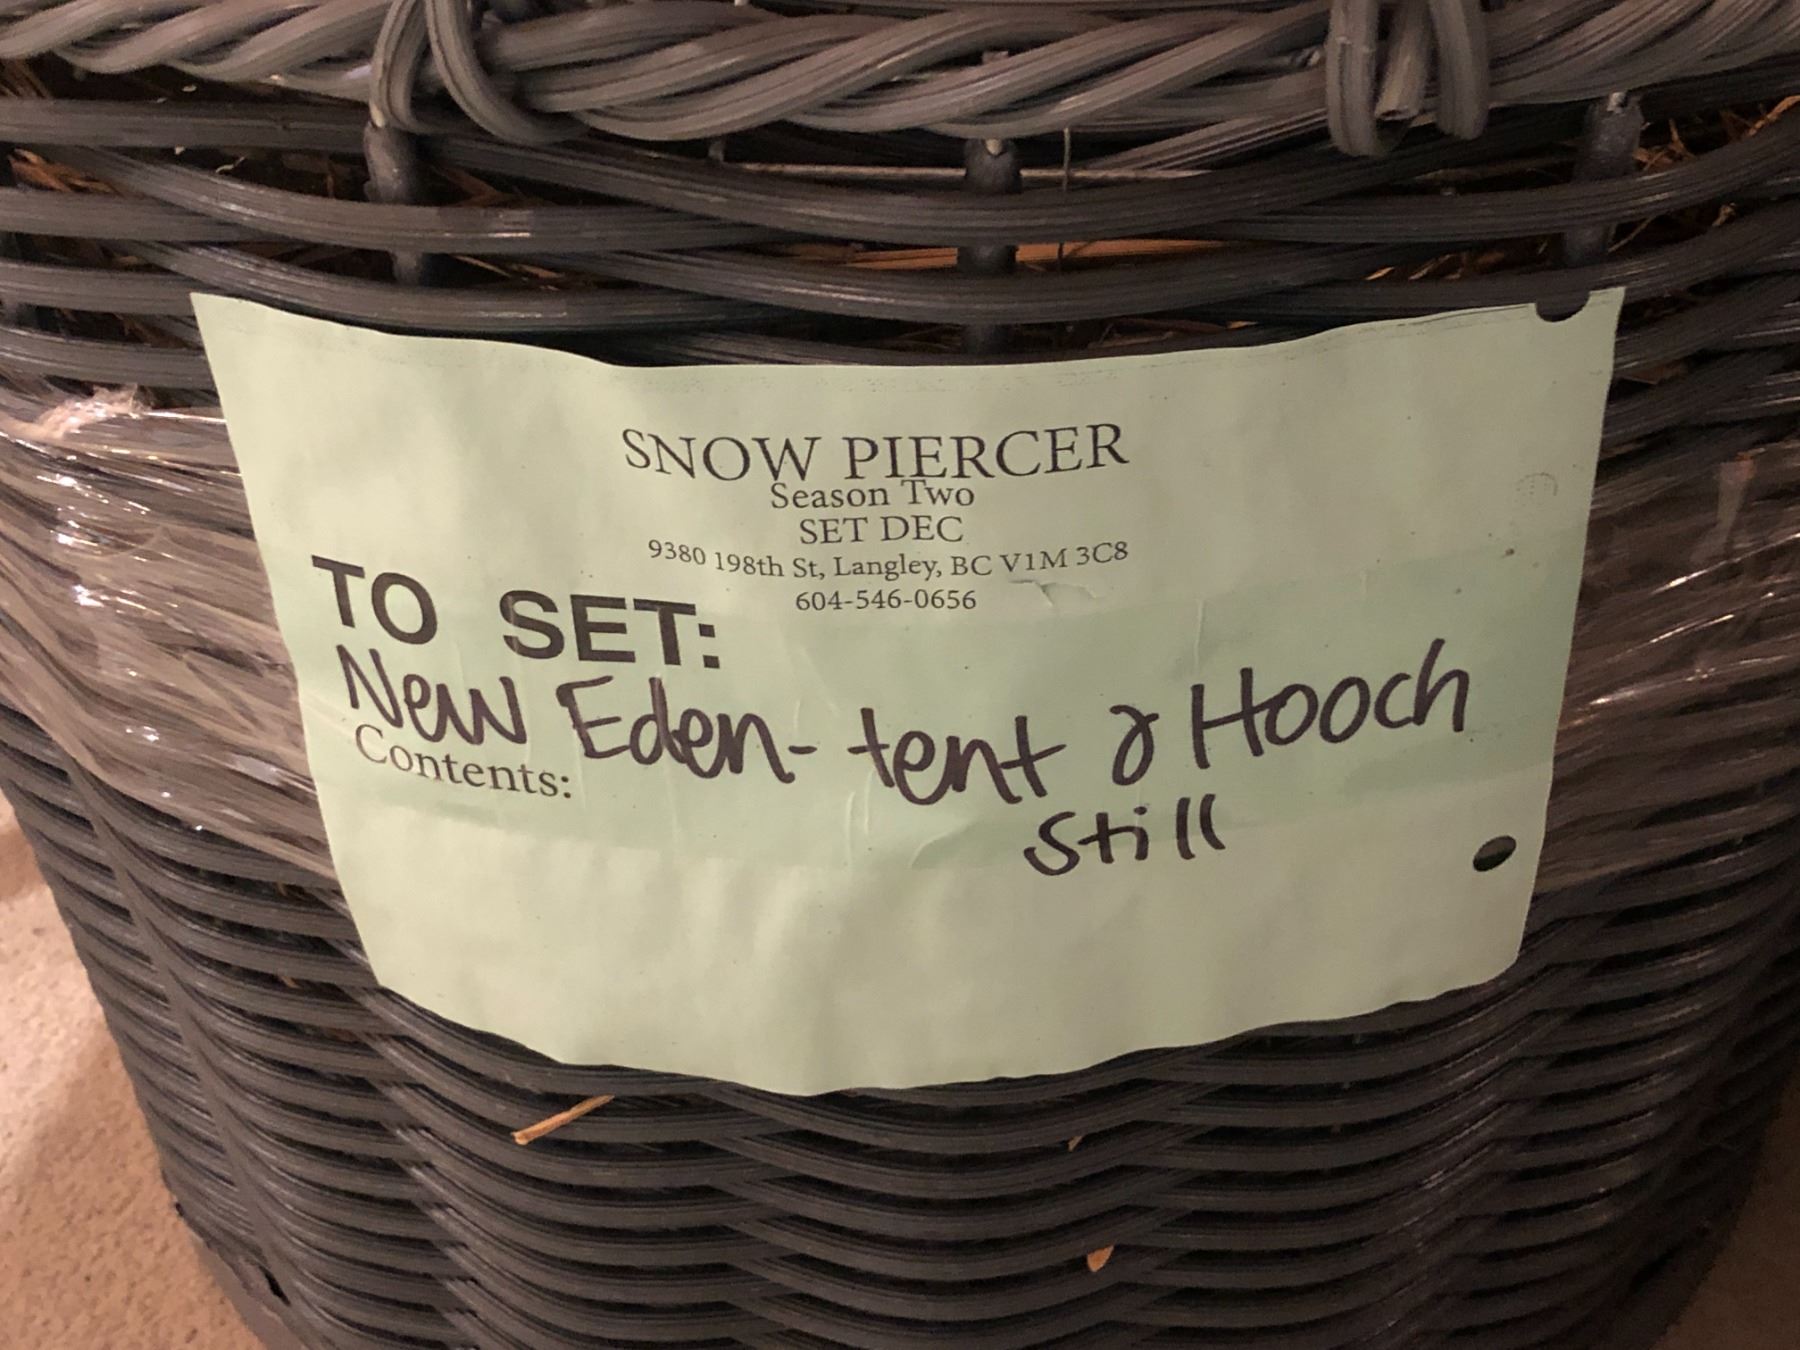 SNOW PIERCER
Season Two
SET DEC
9380 198th St, Langley, BC V1M 3C8
604-546-0656
TO SET:
New Eden - tent & Hooch
Still
Contents: